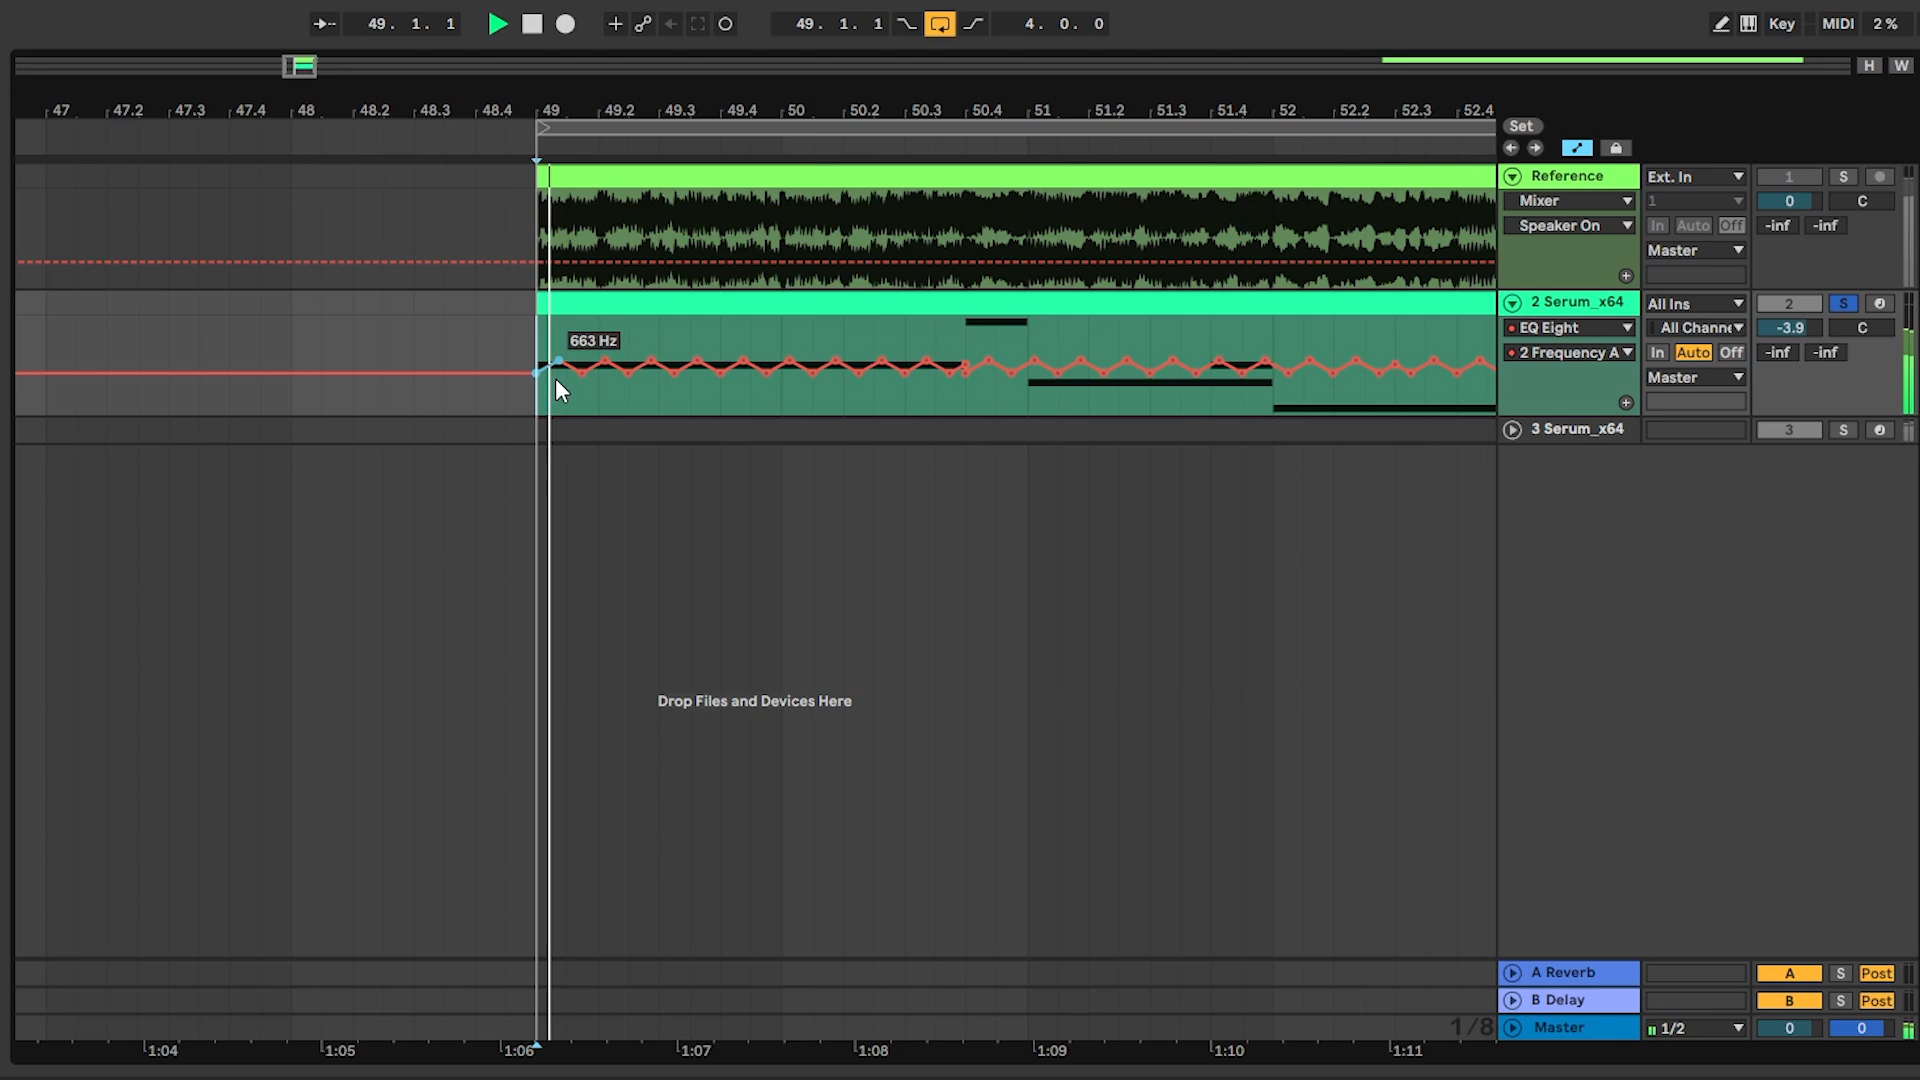 49. 1. 1 49. 1. 1 4. 0. 0 Key MIDI 2 %
H W
47 47.2 47.3 47.4 48 48.2 48.3 48.4 49 49.2 49.3 49.4 50 50.2 50.3 50.4 51 51.2 51.3 51.4 52 52.2 52.3 52.4
Set
Reference Ext. In 1 S
Mixer 1 0 C
Speaker On In Auto Off -inf -inf
Master
2 Serum_x64 All Ins 2 S
663 Hz
EQ Eight All Channe -3.9 C
2 Frequency A In Auto Off -inf -inf
Master
3 Serum_x64 3 S
Drop Files and Devices Here
A Reverb A S Post
B Delay B S Post
1/8 Master 1/2 0 0
1:04 1:05 1:06 1:07 1:08 1:09 1:10 1:11